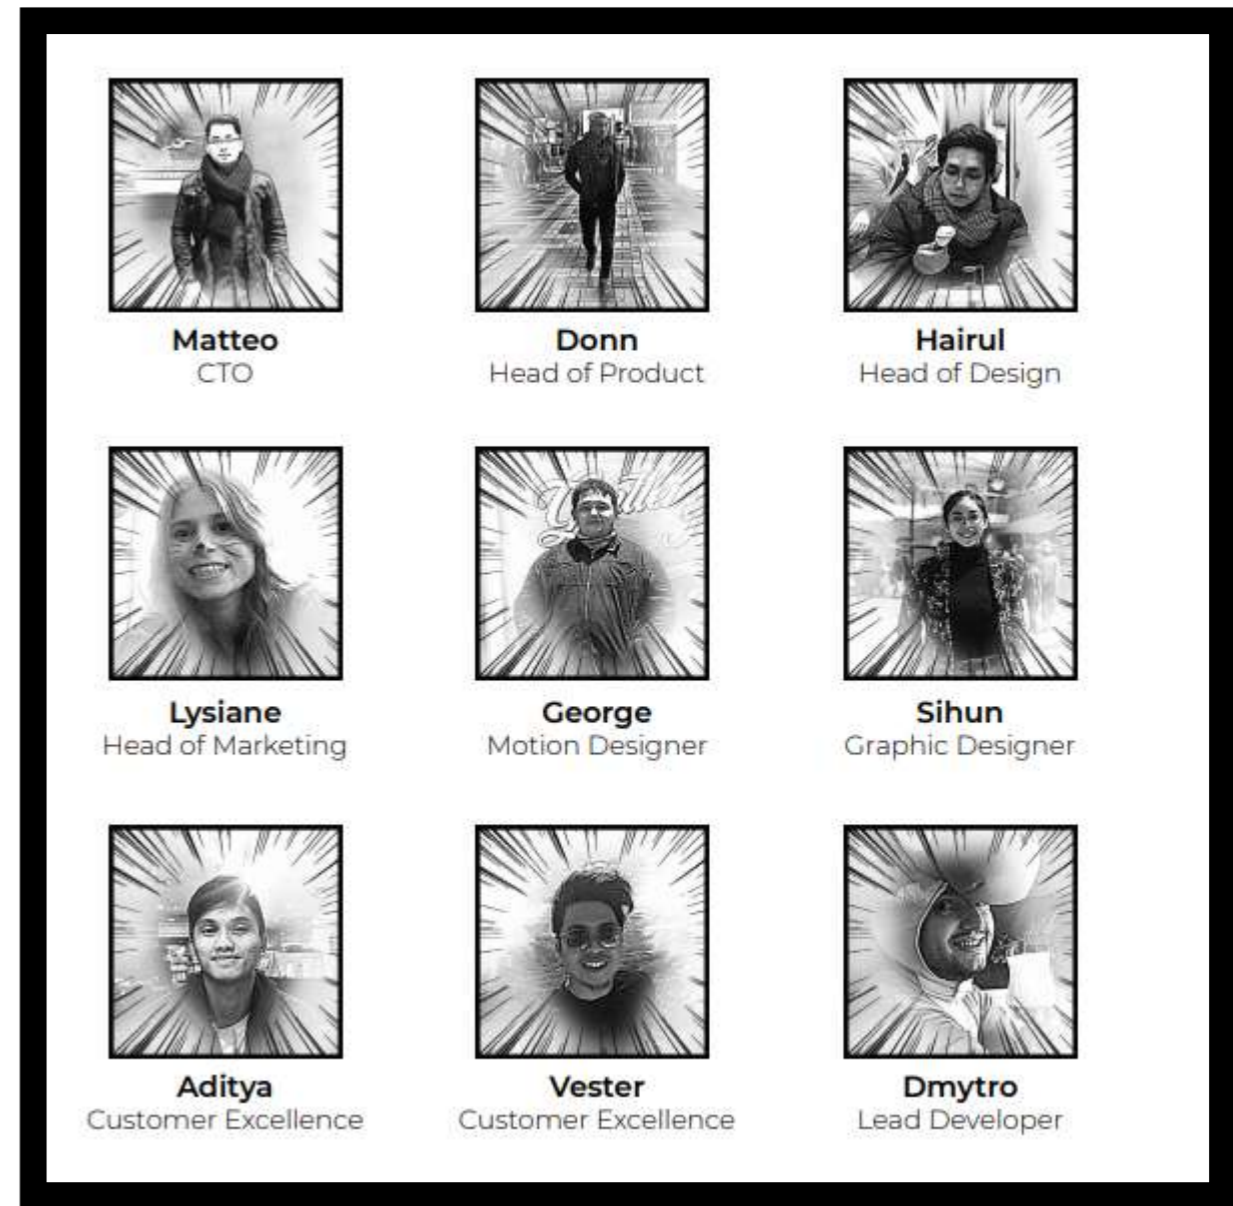 Matteo
CTO
Donn
Head of Product
Hairul
Head of Design
Lysiane
Head of Marketing
George
Motion Designer
Sihun
Graphic Designer
Aditya
Customer Excellence
Vester
Customer Excellence
Dmytro
Lead Developer